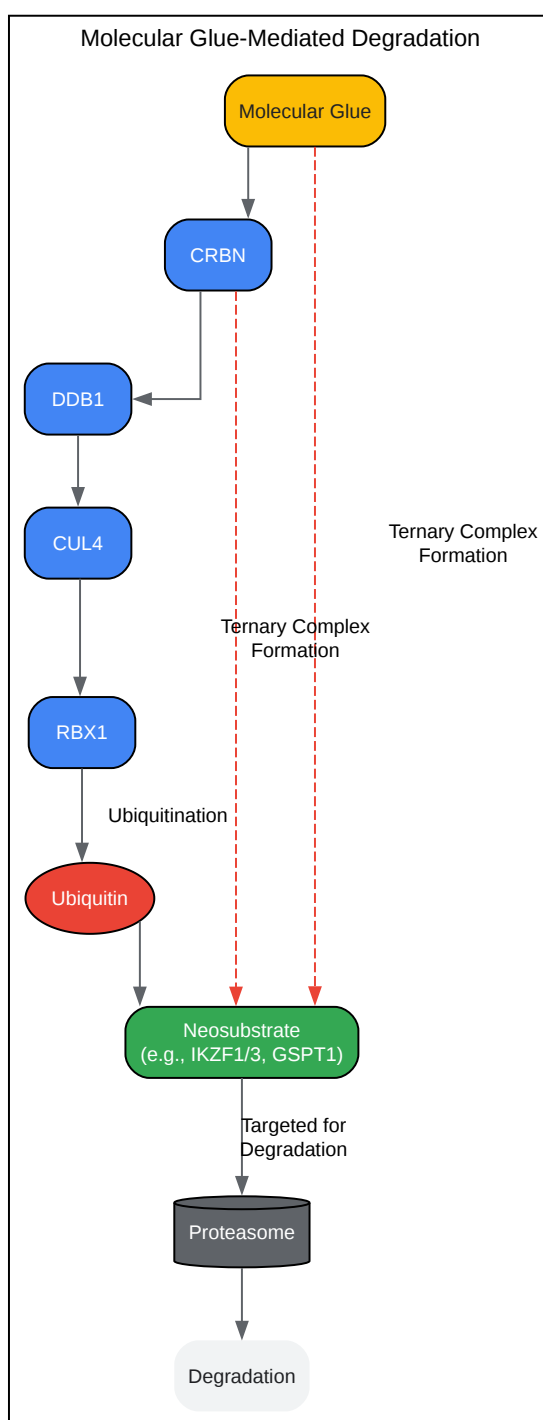 Molecular Glue-Mediated Degradation
Molecular Glue
CRBN
DDB1
CUL4
Ternary Complex
Formation
Ternary Complex
Formation
RBX1
Ubiquitination
Ubiquitin
Neosubstrate
(e.g., IKZF1/3, GSPT1)
Targeted for
Degradation
Proteasome
Degradation